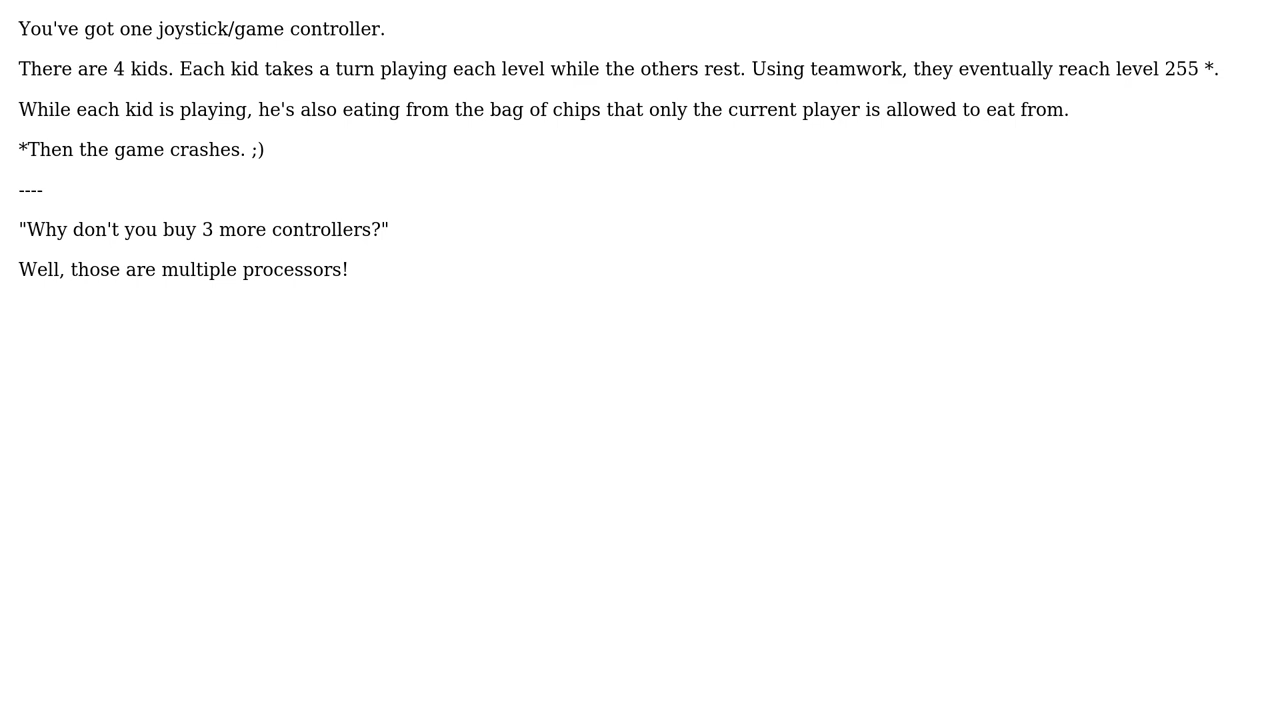 You've got one joystick/game controller.
There are 4 kids. Each kid takes a turn playing each level while the others rest. Using teamwork, they eventually reach level 255 *.
While each kid is playing, he's also eating from the bag of chips that only the current player is allowed to eat from.
*Then the game crashes. ;)
----
"Why don't you buy 3 more controllers?"
Well, those are multiple processors!